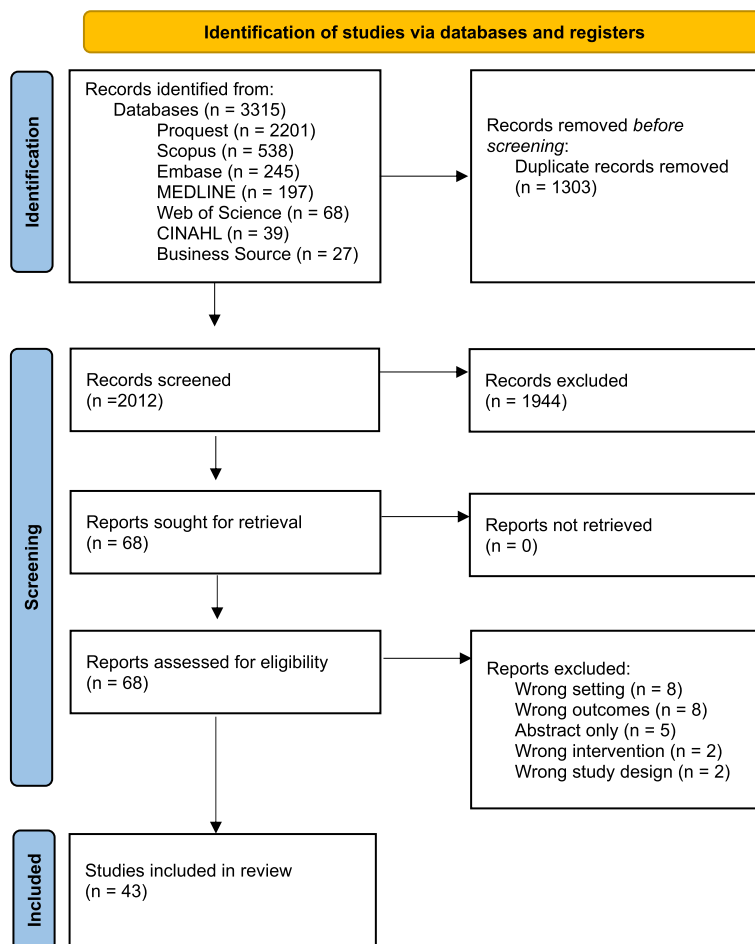 Identification of studies via databases and registers
Identification
Records identified from:
Databases (n = 3315)
Proquest (n = 2201)
Scopus (n = 538)
Embase (n = 245)
MEDLINE (n = 197)
Web of Science (n = 68)
CINAHL (n = 39)
Business Source (n = 27)
Records removed before
screening:
Duplicate records removed
(n = 1303)
Screening
Records screened
(n =2012)
Records excluded
(n = 1944)
Reports sought for retrieval
(n = 68)
Reports not retrieved
(n = 0)
Reports assessed for eligibility
(n = 68)
Reports excluded:
Wrong setting (n = 8)
Wrong outcomes (n = 8)
Abstract only (n = 5)
Wrong intervention (n = 2)
Wrong study design (n = 2)
Included
Studies included in review
(n = 43)